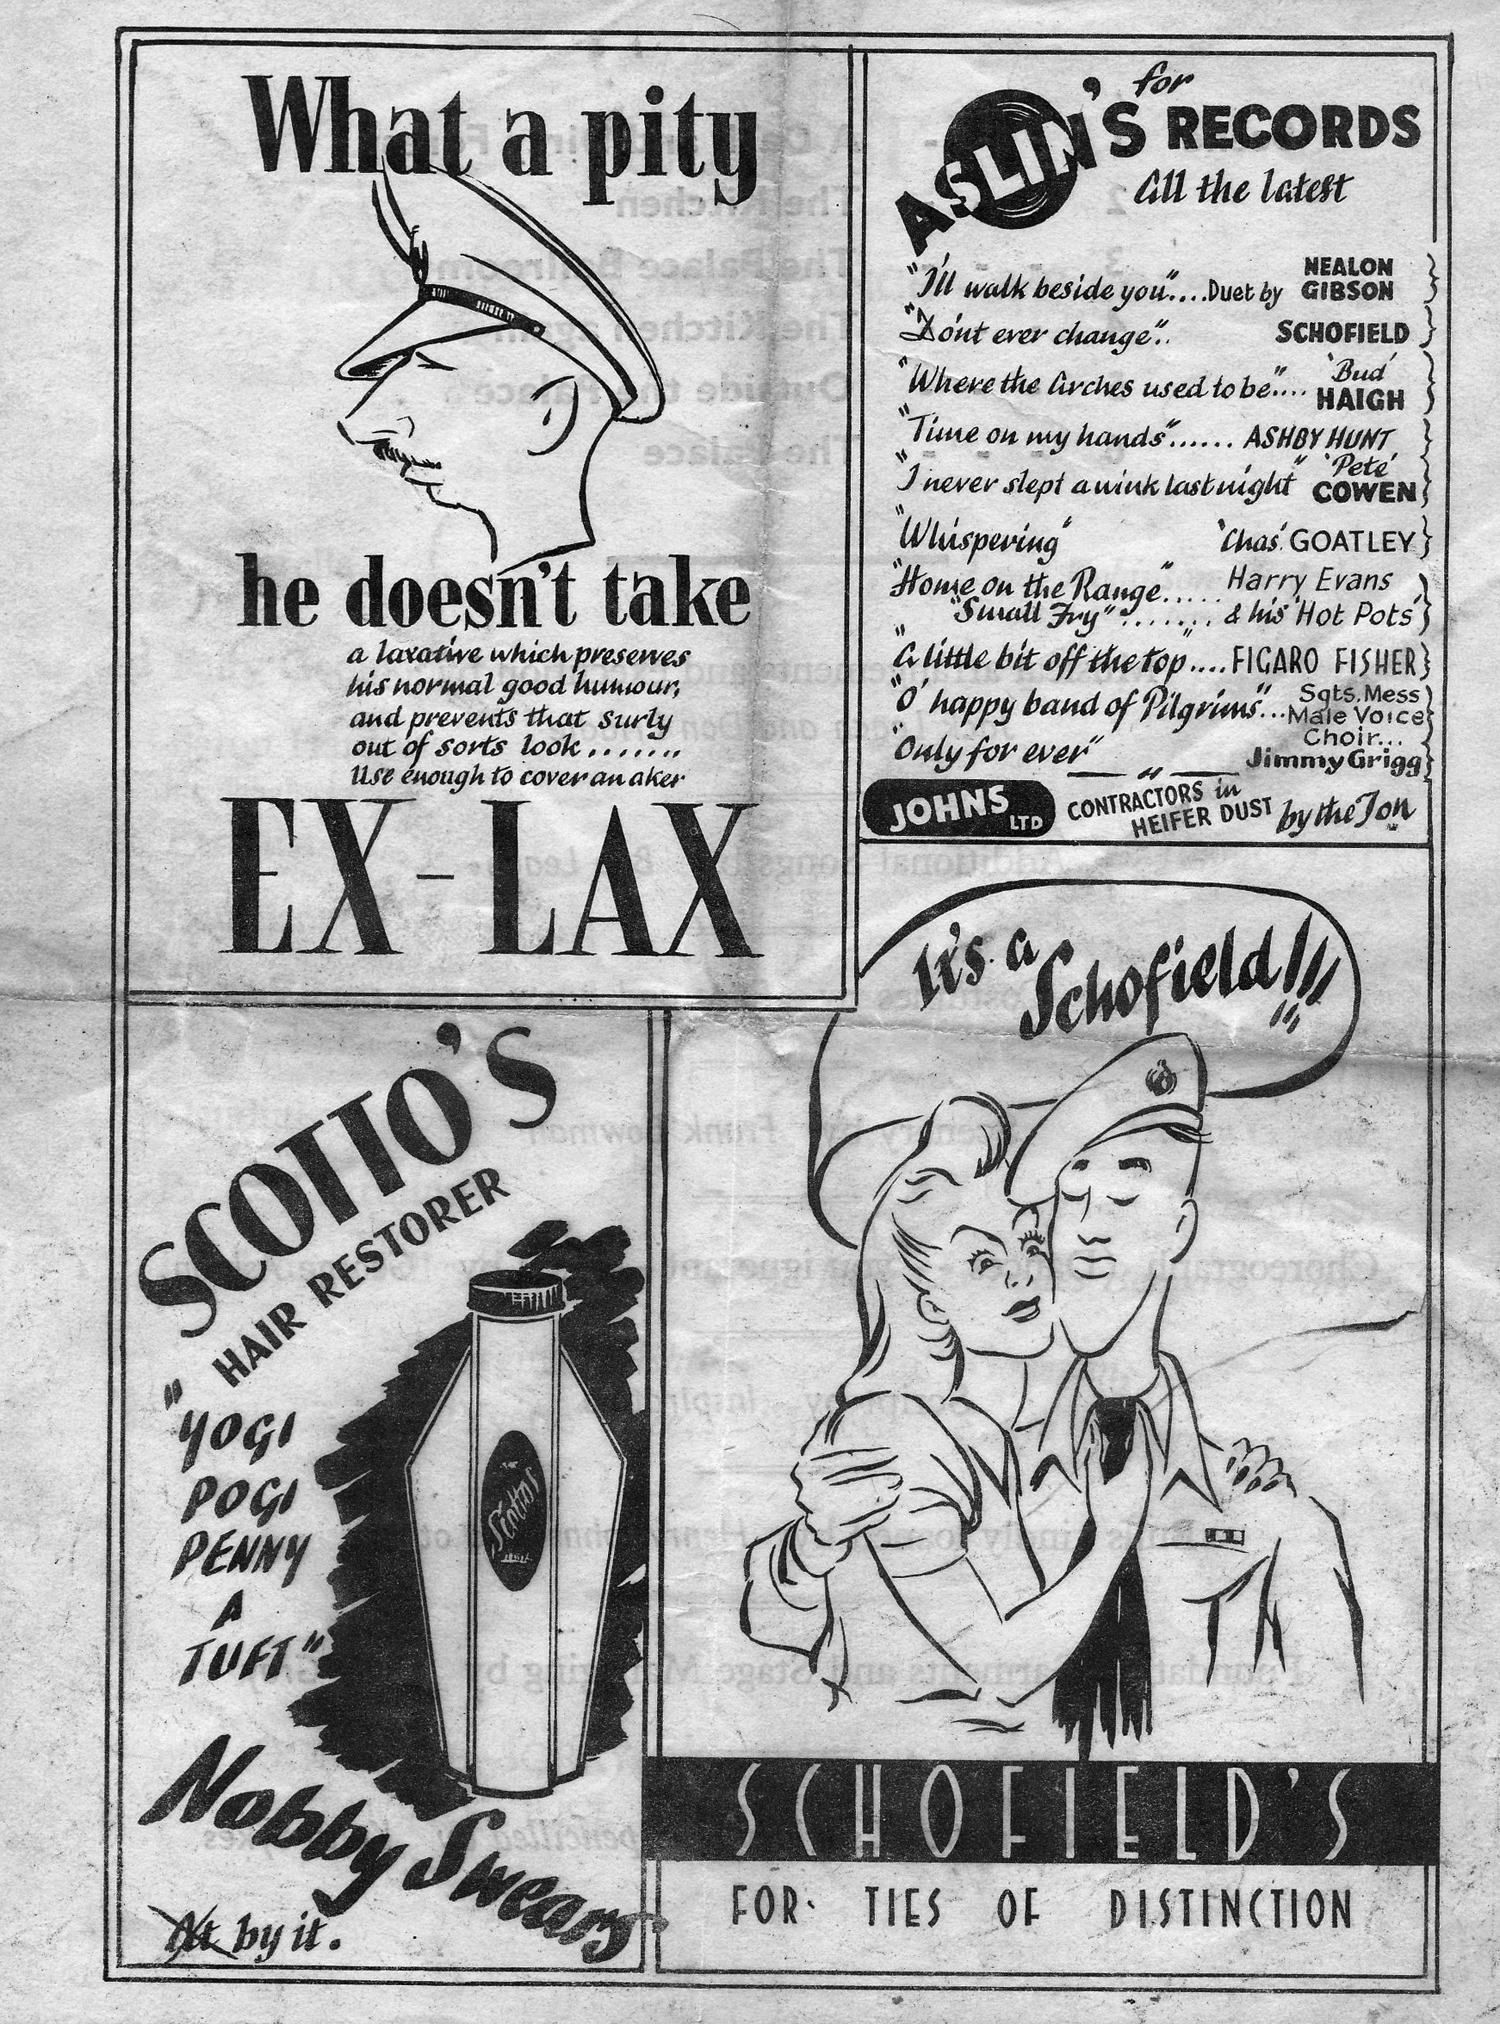 What a pity
he doesn't take
a laxative which preserves
his normal good humour,
and prevents that surly
out of sorts look.......
Use enough to cover an aker
EX-LAX
for
ASLIN'S RECORDS
All the latest
"I'll walk beside you"....Duet by NEALON GIBSON
"Don't ever change".. SCHOFIELD
"Where the Arches used to be".... 'Bud' HAIGH
"Time on my hands"...... ASHBY HUNT
"I never slept a wink last night" 'Pete' COWEN
"Whispering" 'Chas' GOATLEY
"Home on the Range"..... Harry Evans
"Small Fry"....... & his 'Hot Pots'
"A little bit off the top".... FIGARO FISHER
"O' happy band of Pilgrims"... Sgts. Mess Male Voice Choir...
"Only for ever" Jimmy Grigg
JOHNS LTD CONTRACTORS in HEIFER DUST by the Ton
It's a
Schofield!!!
SCHOFIELD'S
FOR TIES OF DISTINCTION
SCOTTO'S
HAIR RESTORER
"YOGI
POGI
PENNY
A
TUFT"
Scottos
Nobby Swears
At by it.